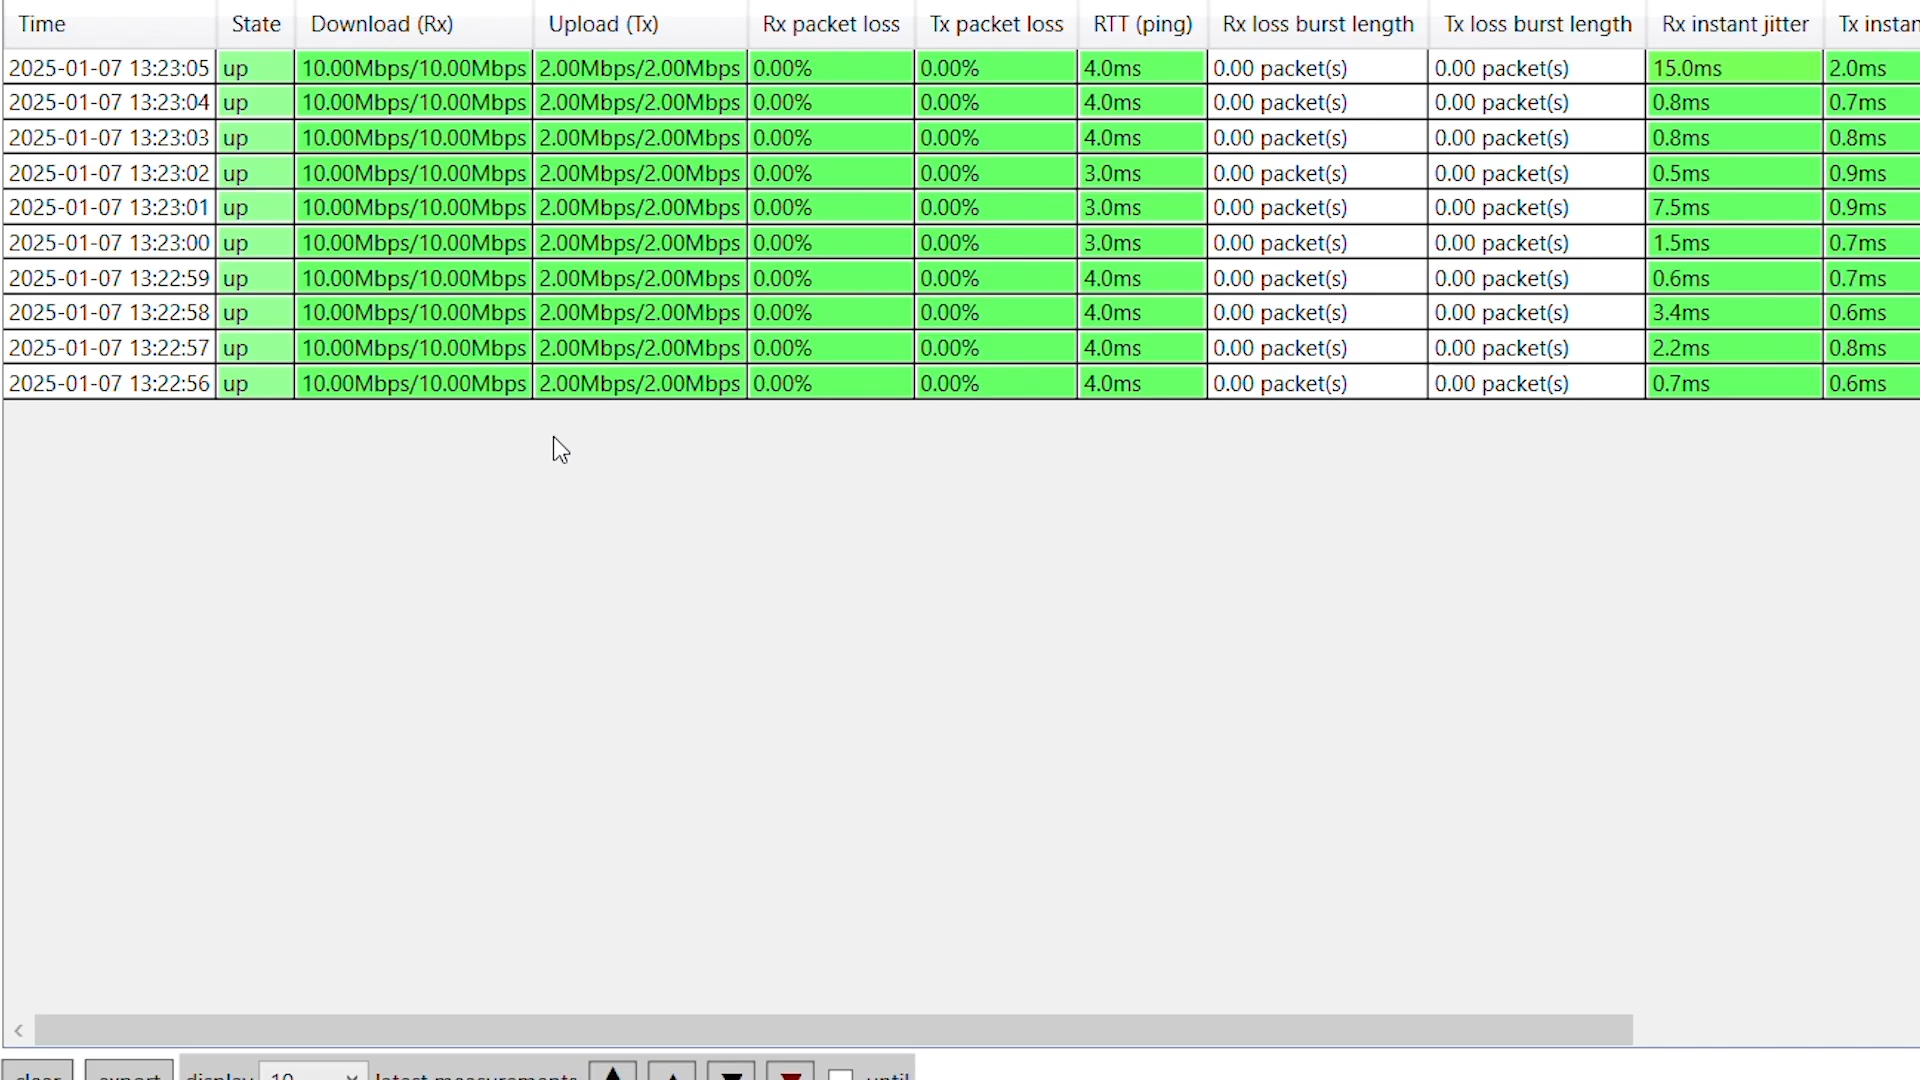 Time State Download (Rx) Upload (Tx) Rx packet loss Tx packet loss RTT (ping) Rx loss burst length Tx loss burst length Rx instant jitter Tx instan
2025-01-07 13:23:05 up 10.00Mbps/10.00Mbps 2.00Mbps/2.00Mbps 0.00% 0.00% 4.0ms 0.00 packet(s) 0.00 packet(s) 15.0ms 2.0ms
2025-01-07 13:23:04 up 10.00Mbps/10.00Mbps 2.00Mbps/2.00Mbps 0.00% 0.00% 4.0ms 0.00 packet(s) 0.00 packet(s) 0.8ms 0.7ms
2025-01-07 13:23:03 up 10.00Mbps/10.00Mbps 2.00Mbps/2.00Mbps 0.00% 0.00% 4.0ms 0.00 packet(s) 0.00 packet(s) 0.8ms 0.8ms
2025-01-07 13:23:02 up 10.00Mbps/10.00Mbps 2.00Mbps/2.00Mbps 0.00% 0.00% 3.0ms 0.00 packet(s) 0.00 packet(s) 0.5ms 0.9ms
2025-01-07 13:23:01 up 10.00Mbps/10.00Mbps 2.00Mbps/2.00Mbps 0.00% 0.00% 3.0ms 0.00 packet(s) 0.00 packet(s) 7.5ms 0.9ms
2025-01-07 13:23:00 up 10.00Mbps/10.00Mbps 2.00Mbps/2.00Mbps 0.00% 0.00% 3.0ms 0.00 packet(s) 0.00 packet(s) 1.5ms 0.7ms
2025-01-07 13:22:59 up 10.00Mbps/10.00Mbps 2.00Mbps/2.00Mbps 0.00% 0.00% 4.0ms 0.00 packet(s) 0.00 packet(s) 0.6ms 0.7ms
2025-01-07 13:22:58 up 10.00Mbps/10.00Mbps 2.00Mbps/2.00Mbps 0.00% 0.00% 4.0ms 0.00 packet(s) 0.00 packet(s) 3.4ms 0.6ms
2025-01-07 13:22:57 up 10.00Mbps/10.00Mbps 2.00Mbps/2.00Mbps 0.00% 0.00% 4.0ms 0.00 packet(s) 0.00 packet(s) 2.2ms 0.8ms
2025-01-07 13:22:56 up 10.00Mbps/10.00Mbps 2.00Mbps/2.00Mbps 0.00% 0.00% 4.0ms 0.00 packet(s) 0.00 packet(s) 0.7ms 0.6ms
clear export display 10 latest measurements until